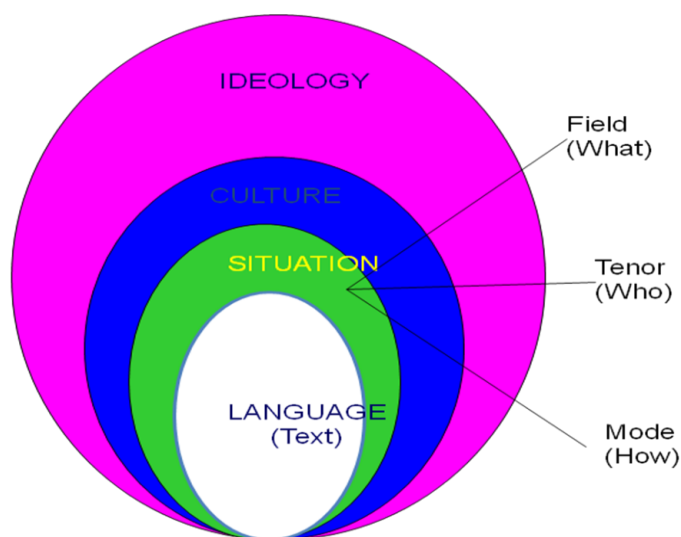 IDEOLOGY
CULTURE
SITUATION
LANGUAGE
(Text)
Field
(What)
Tenor
(Who)
Mode
(How)